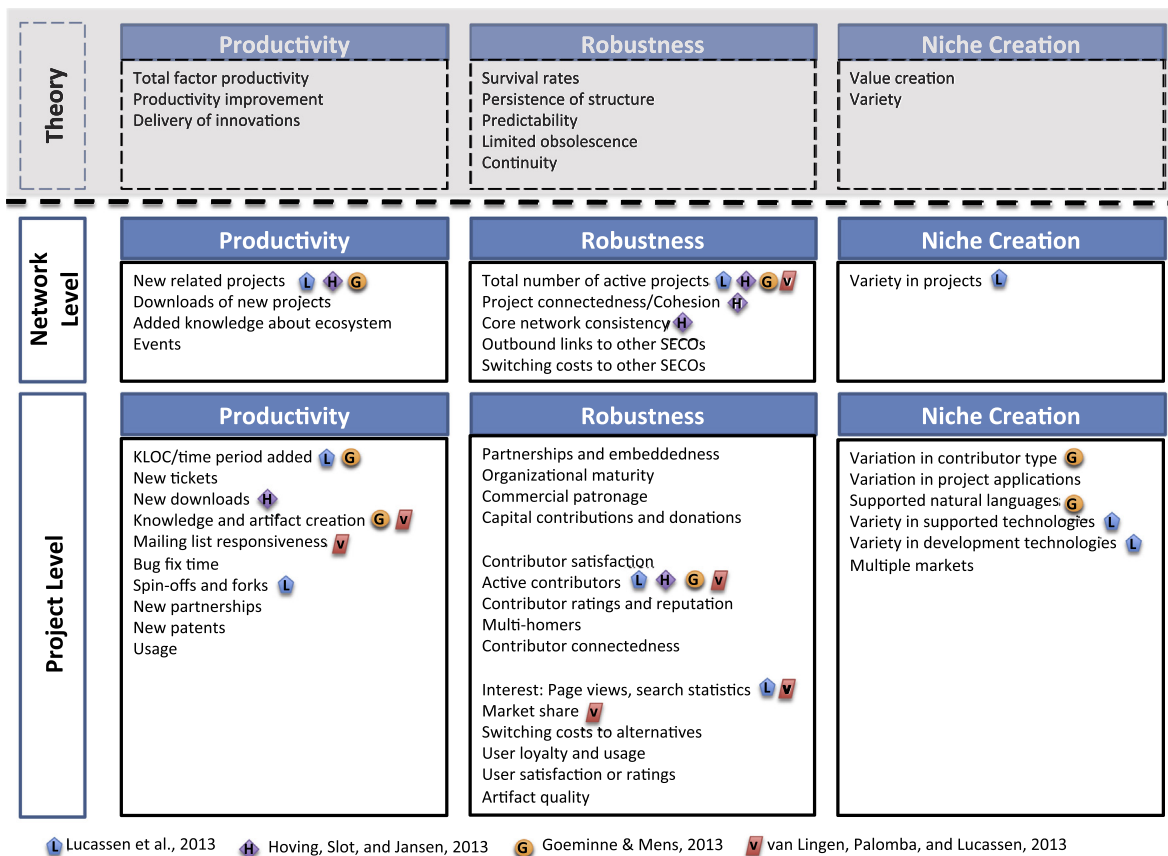 Theory
Productivity
Total factor productivity
Productivity improvement
Delivery of innovations
Robustness
Survival rates
Persistence of structure
Predictability
Limited obsolescence
Continuity
Niche Creation
Value creation
Variety
Network
Level
Productivity
New related projects L H G
Downloads of new projects
Added knowledge about ecosystem
Events
Robustness
Total number of active projects L H G v
Project connectedness/Cohesion H
Core network consistency H
Outbound links to other SECOs
Switching costs to other SECOs
Niche Creation
Variety in projects L
Project Level
Productivity
KLOC/time period added L G
New tickets
New downloads H
Knowledge and artifact creation G v
Mailing list responsiveness v
Bug fix time
Spin-offs and forks L
New partnerships
New patents
Usage
Robustness
Partnerships and embeddedness
Organizational maturity
Commercial patronage
Capital contributions and donations
Contributor satisfaction
Active contributors L H G v
Contributor ratings and reputation
Multi-homers
Contributor connectedness
Interest: Page views, search statistics L v
Market share v
Switching costs to alternatives
User loyalty and usage
User satisfaction or ratings
Artifact quality
Niche Creation
Variation in contributor type G
Variation in project applications
Supported natural languages G
Variety in supported technologies L
Variety in development technologies L
Multiple markets
L Lucassen et al., 2013 H Hoving, Slot, and Jansen, 2013 G Goeminne & Mens, 2013 v van Lingen, Palomba, and Lucassen, 2013